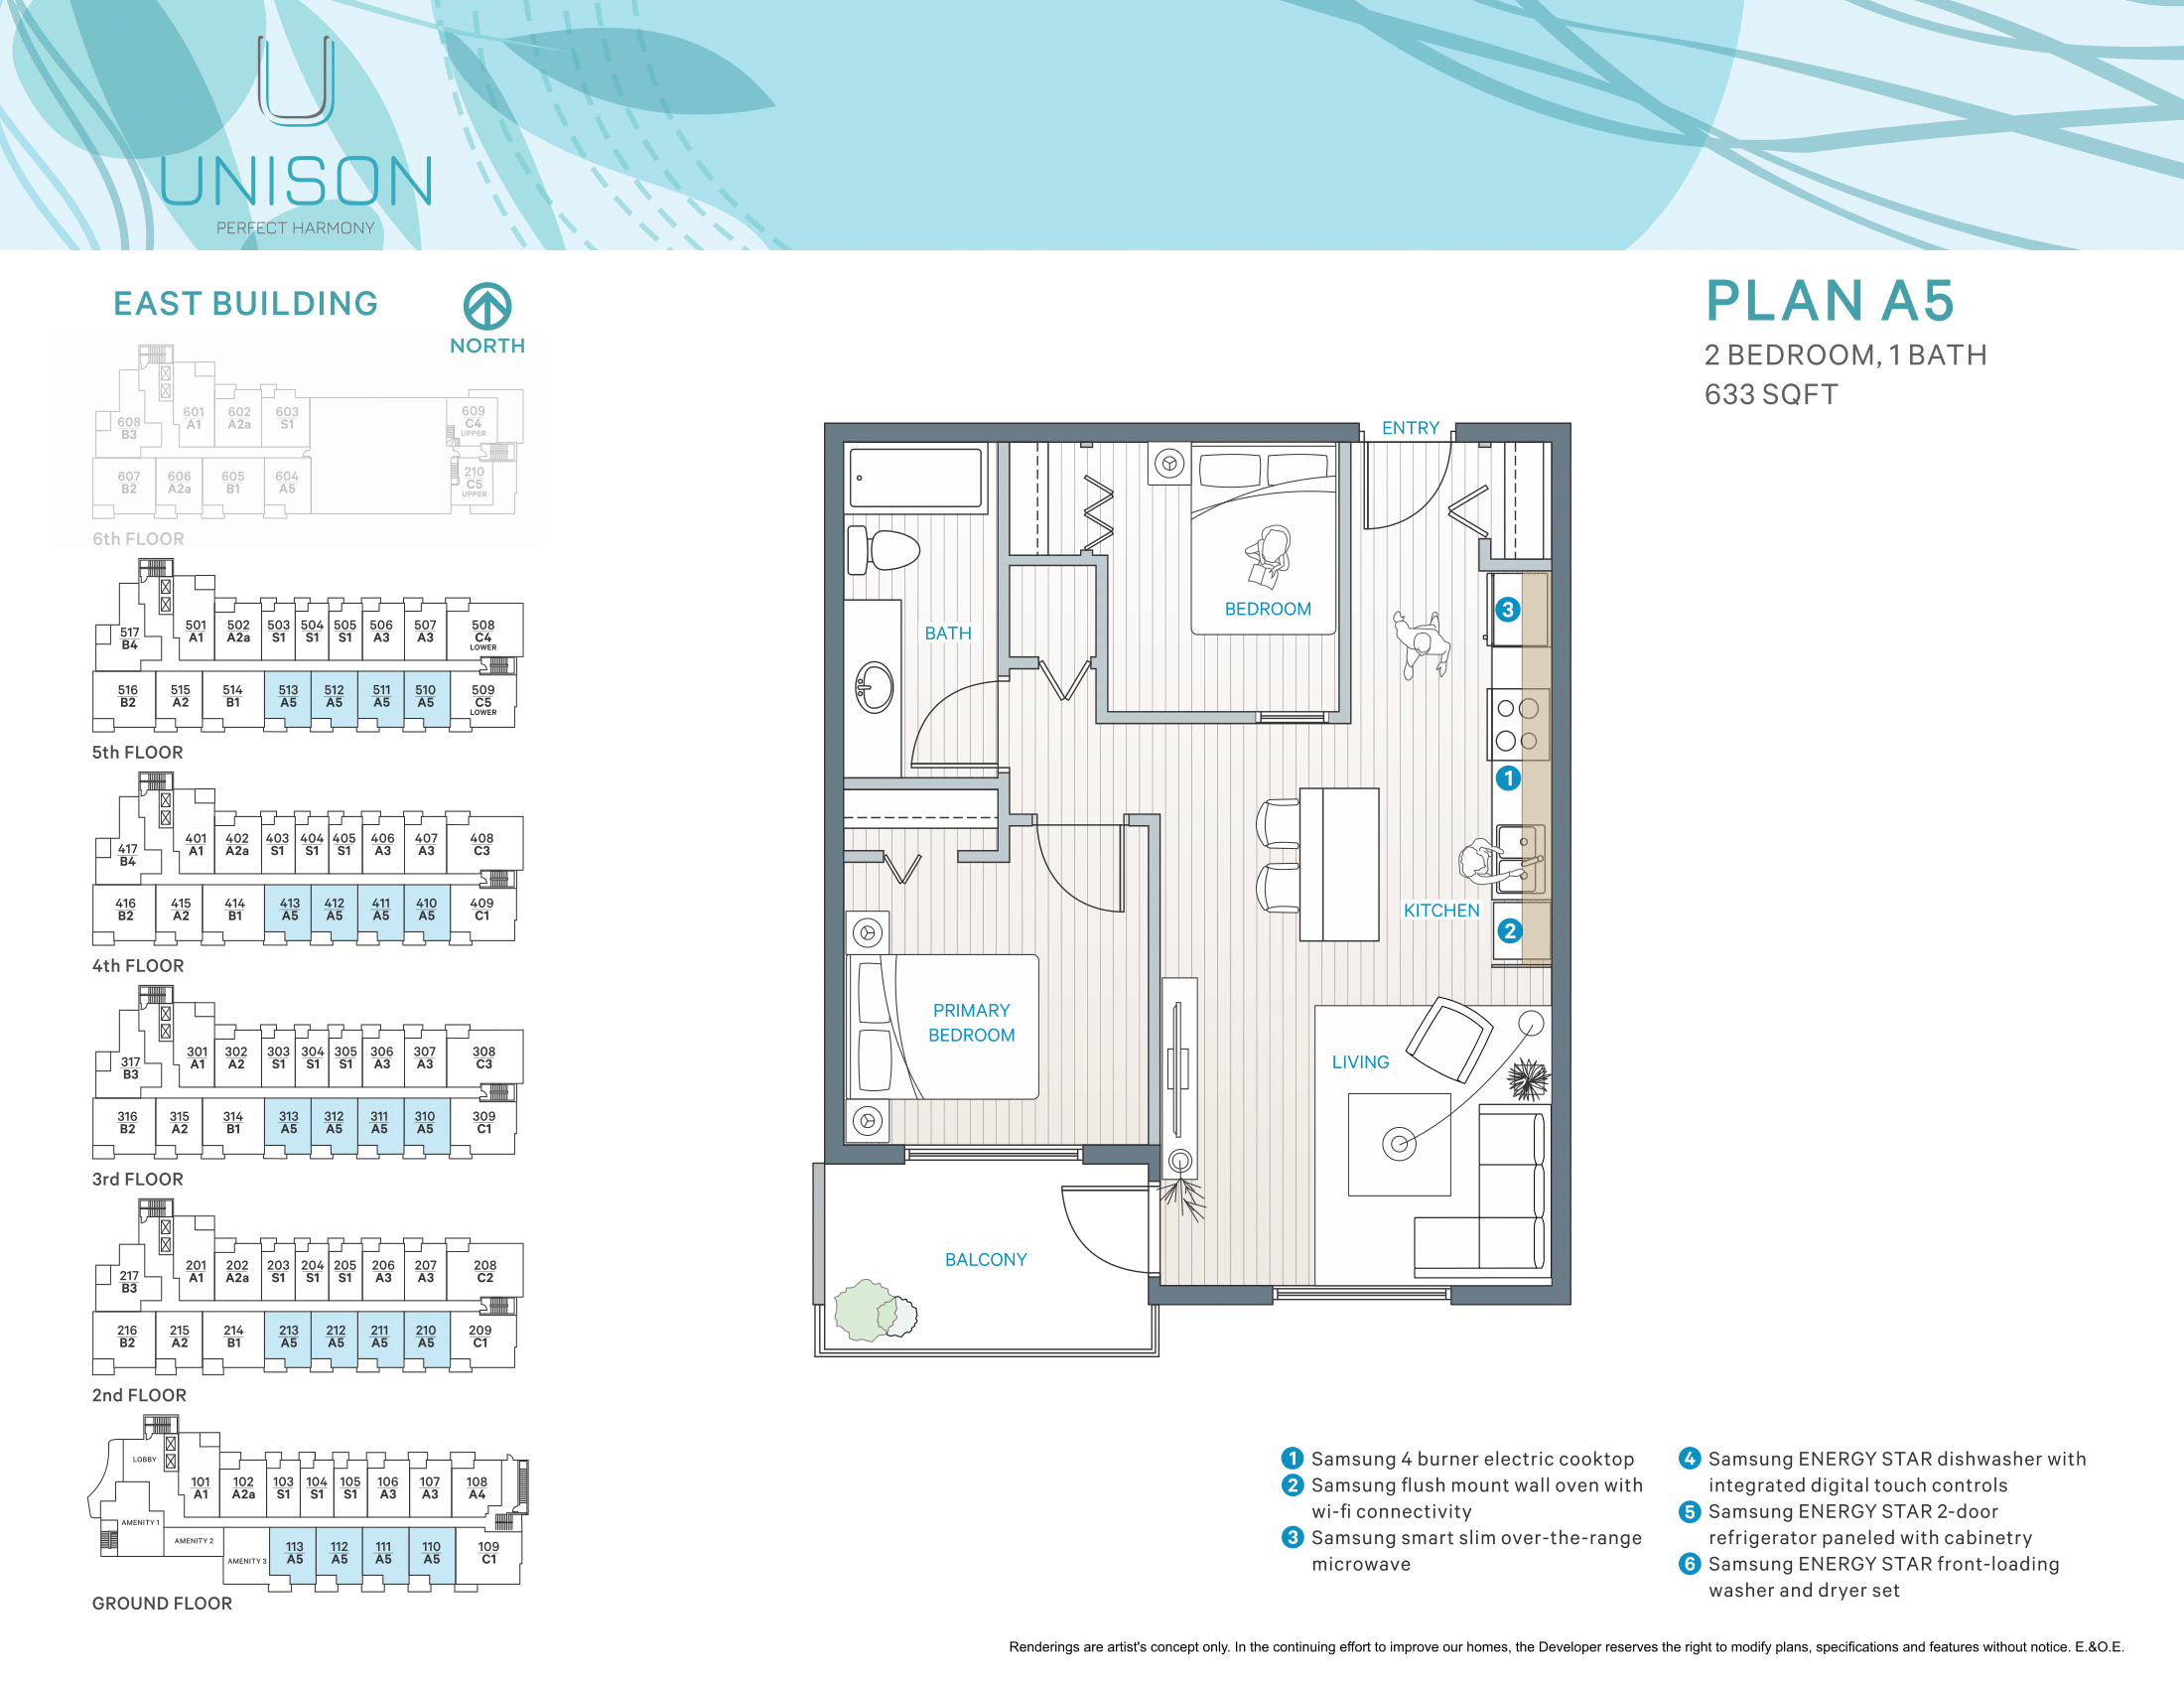 UNISON
PERFECT HARMONY
EAST BUILDING
NORTH
601 A1
602 A2a
603 S1
609 C4 UPPER
608 B3
607 B2
606 A2a
605 B1
604 A5
210 C5 UPPER
6th FLOOR
517 B4
501 A1
502 A2a
503 S1
504 S1
505 S1
506 A3
507 A3
508 C4 LOWER
516 B2
515 A2
514 B1
513 A5
512 A5
511 A5
510 A5
509 C5 LOWER
5th FLOOR
417 B4
401 A1
402 A2a
403 S1
404 S1
405 S1
406 A3
407 A3
408 C3
416 B2
415 A2
414 B1
413 A5
412 A5
411 A5
410 A5
409 C1
4th FLOOR
317 B3
301 A1
302 A2
303 S1
304 S1
305 S1
306 A3
307 A3
308 C3
316 B2
315 A2
314 B1
313 A5
312 A5
311 A5
310 A5
309 C1
3rd FLOOR
217 B3
201 A1
202 A2a
203 S1
204 S1
205 S1
206 A3
207 A3
208 C2
216 B2
215 A2
214 B1
213 A5
212 A5
211 A5
210 A5
209 C1
2nd FLOOR
LOBBY
101 A1
102 A2a
103 S1
104 S1
105 S1
106 A3
107 A3
108 A4
AMENITY 1
AMENITY 2
AMENITY 3
113 A5
112 A5
111 A5
110 A5
109 C1
GROUND FLOOR
PLAN A5
2 BEDROOM, 1 BATH
633 SQFT
ENTRY
BEDROOM
3
BATH
1
KITCHEN
2
PRIMARY
BEDROOM
LIVING
BALCONY
1 Samsung 4 burner electric cooktop
2 Samsung flush mount wall oven with
wi-fi connectivity
3 Samsung smart slim over-the-range
microwave
4 Samsung ENERGY STAR dishwasher with
integrated digital touch controls
5 Samsung ENERGY STAR 2-door
refrigerator paneled with cabinetry
6 Samsung ENERGY STAR front-loading
washer and dryer set
Renderings are artist's concept only. In the continuing effort to improve our homes, the Developer reserves the right to modify plans, specifications and features without notice. E.&O.E.